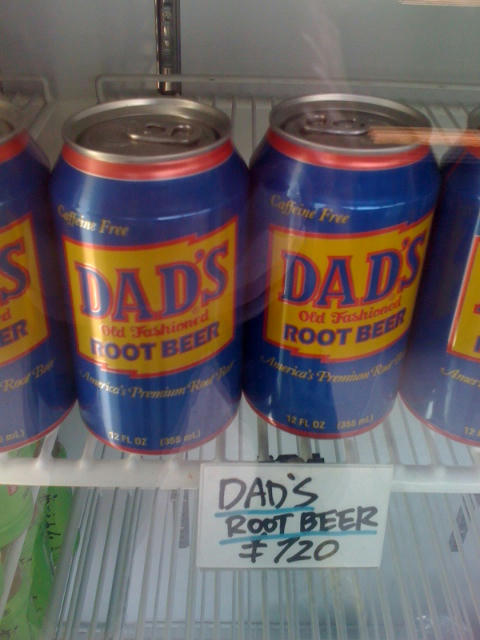 Caffeine Free
DAD'S
Old Fashioned
ROOT BEER
America's Premium Root Beer
12 FL OZ (355 mL)
Caffeine Free
DAD'S
Old Fashioned
ROOT BEER
America's Premium Root Beer
12 FL OZ (355 mL)
DAD'S
ROOT BEER
¥120